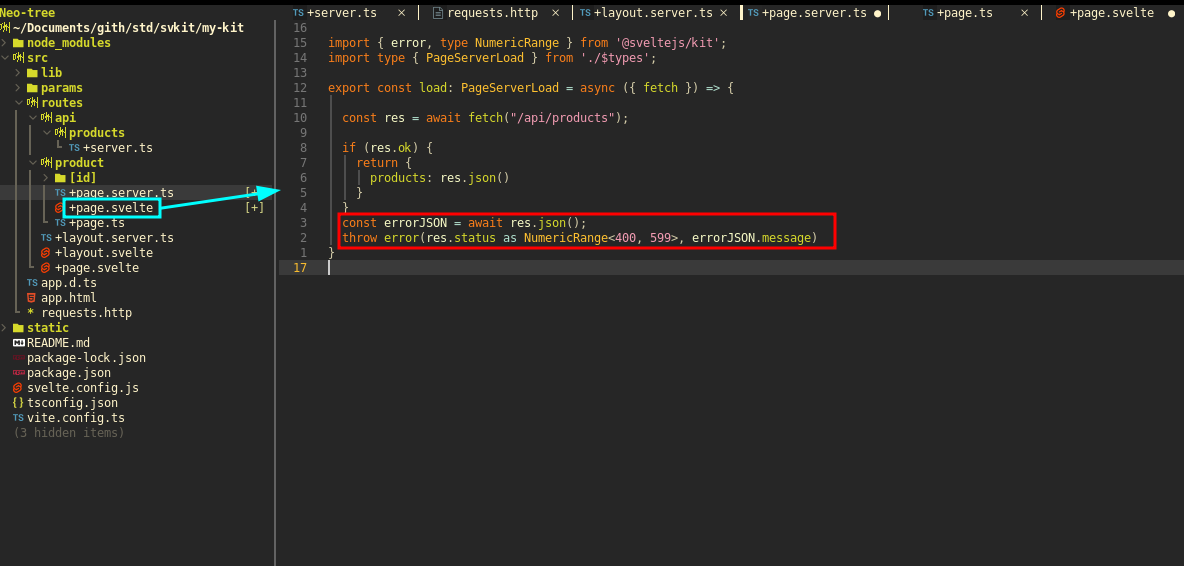 Neo-tree
~/Documents/gith/std/svkit/my-kit
node_modules
src
lib
params
routes
api
products
TS +server.ts
product
[id]
TS +page.server.ts [+]
+page.svelte [+]
TS +page.ts
TS +layout.server.ts
+layout.svelte
+page.svelte
TS app.d.ts
app.html
* requests.http
static
README.md
package-lock.json
package.json
svelte.config.js
{} tsconfig.json
TS vite.config.ts
(3 hidden items)
TS +server.ts × requests.http × TS +layout.server.ts × TS +page.server.ts ● TS +page.ts × +page.svelte ●
16
15 import { error, type NumericRange } from '@sveltejs/kit';
14 import type { PageServerLoad } from './$types';
13
12 export const load: PageServerLoad = async ({ fetch }) => {
11
10 const res = await fetch("/api/products");
9
8 if (res.ok) {
7 return {
6 products: res.json()
5 }
4 }
3 const errorJSON = await res.json();
2 throw error(res.status as NumericRange<400, 599>, errorJSON.message)
1 }
17